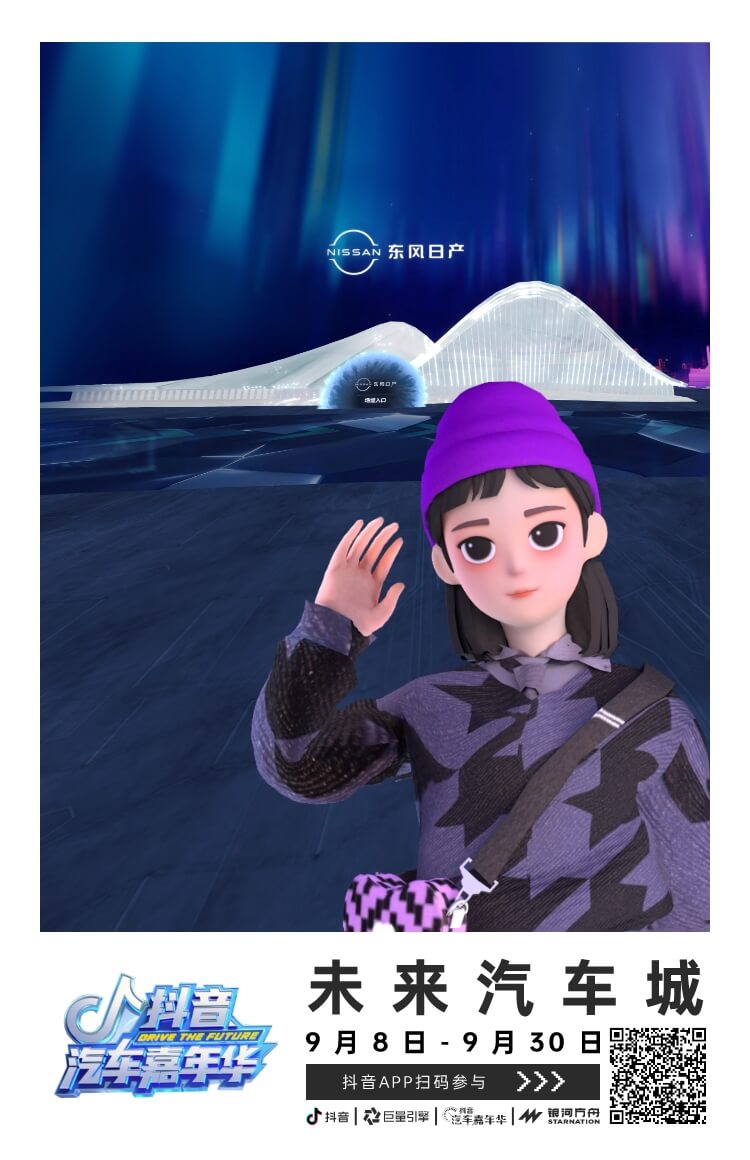 NISSAN 东风日产
NISSAN 东风日产
场馆入口
未来汽车城
抖音
DRIVE THE FUTURE
汽车嘉年华
9月8日-9月30日
抖音APP扫码参与
抖音 | 巨量引擎 | 抖音汽车嘉年华 | 银河方舟 STARNATION